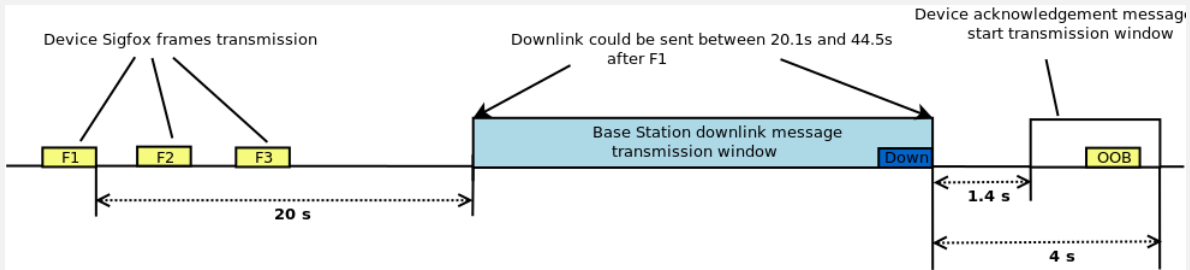 Device acknowledgement message
start transmission window
Device Sigfox frames transmission
Downlink could be sent between 20.1s and 44.5s
after F1
Base Station downlink message
transmission window
F1
F2
F3
Down
OOB
20 s
1.4 s
4 s